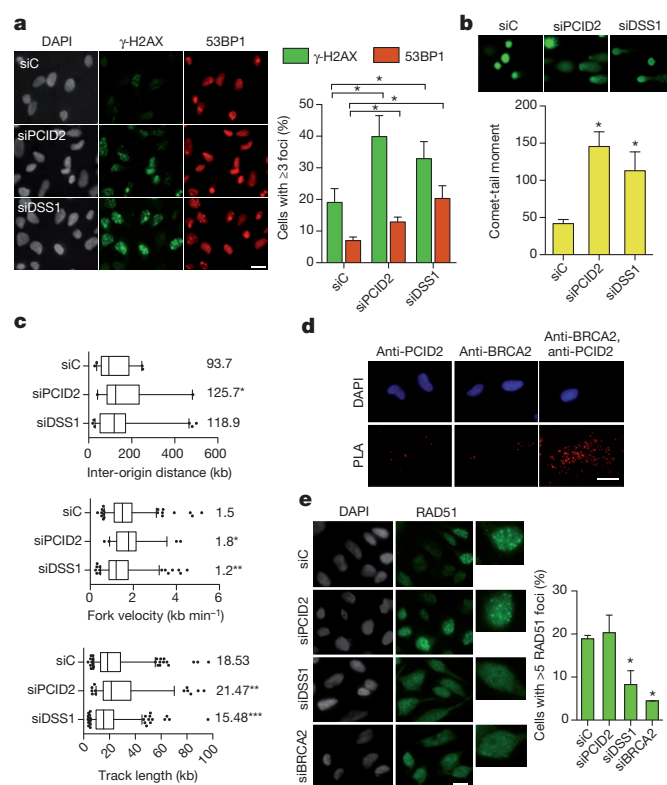 a
DAPI γ-H2AX 53BP1
siC
siPCID2
siDSS1
γ-H2AX 53BP1
Cells with ≥3 foci (%)
60
50
40
30
20
10
0
* * * *
siC siPCID2 siDSS1
b
siC siPCID2 siDSS1
Comet-tail moment
200
150
100
50
0
* *
siC siPCID2 siDSS1
c
siC 93.7
siPCID2 125.7*
siDSS1 118.9
0 200 400 600
Inter-origin distance (kb)
siC 1.5
siPCID2 1.8*
siDSS1 1.2**
0 2 4 6
Fork velocity (kb min⁻¹)
siC 18.53
siPCID2 21.47**
siDSS1 15.48***
0 20 40 60 80 100
Track length (kb)
d
Anti-PCID2 Anti-BRCA2 Anti-BRCA2,
anti-PCID2
DAPI
PLA
e
DAPI RAD51
siC
siPCID2
siDSS1
siBRCA2
Cells with >5 RAD51 foci (%)
30
20
10
0
* *
siC siPCID2 siDSS1 siBRCA2